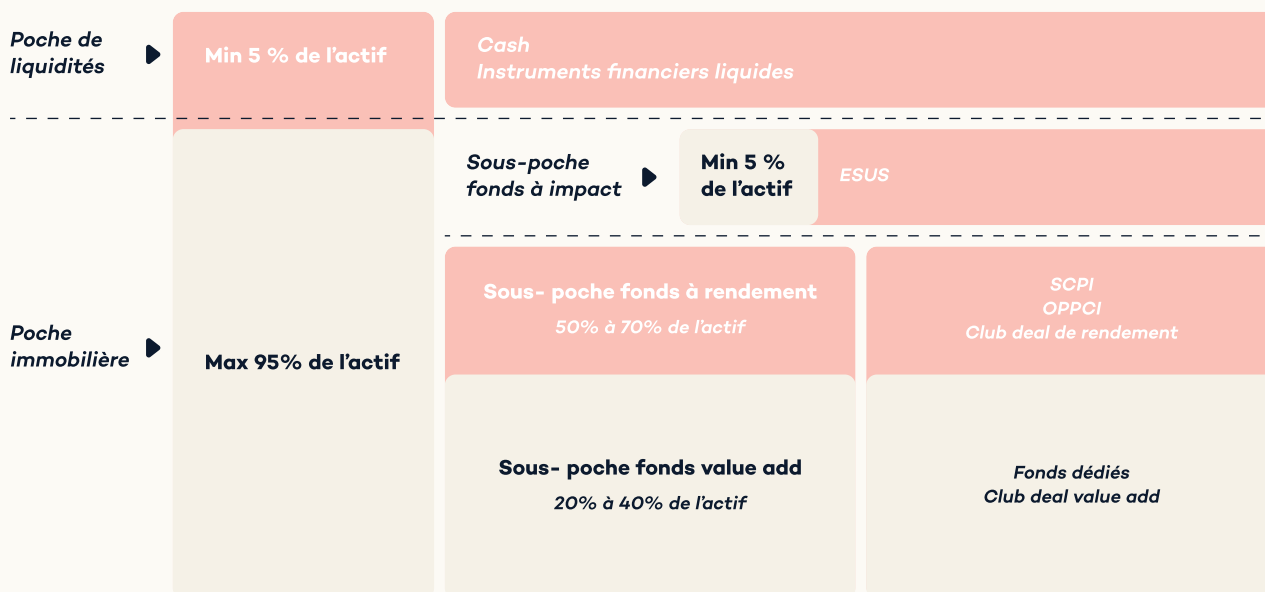 Poche de
liquidités
Min 5 % de l'actif
Cash
Instruments financiers liquides
Sous-poche
fonds à impact
Min 5 %
de l'actif
ESUS
Poche
immobilière
Max 95% de l'actif
Sous- poche fonds à rendement
50% à 70% de l'actif
SCPI
OPPCI
Club deal de rendement
Sous- poche fonds value add
20% à 40% de l'actif
Fonds dédiés
Club deal value add